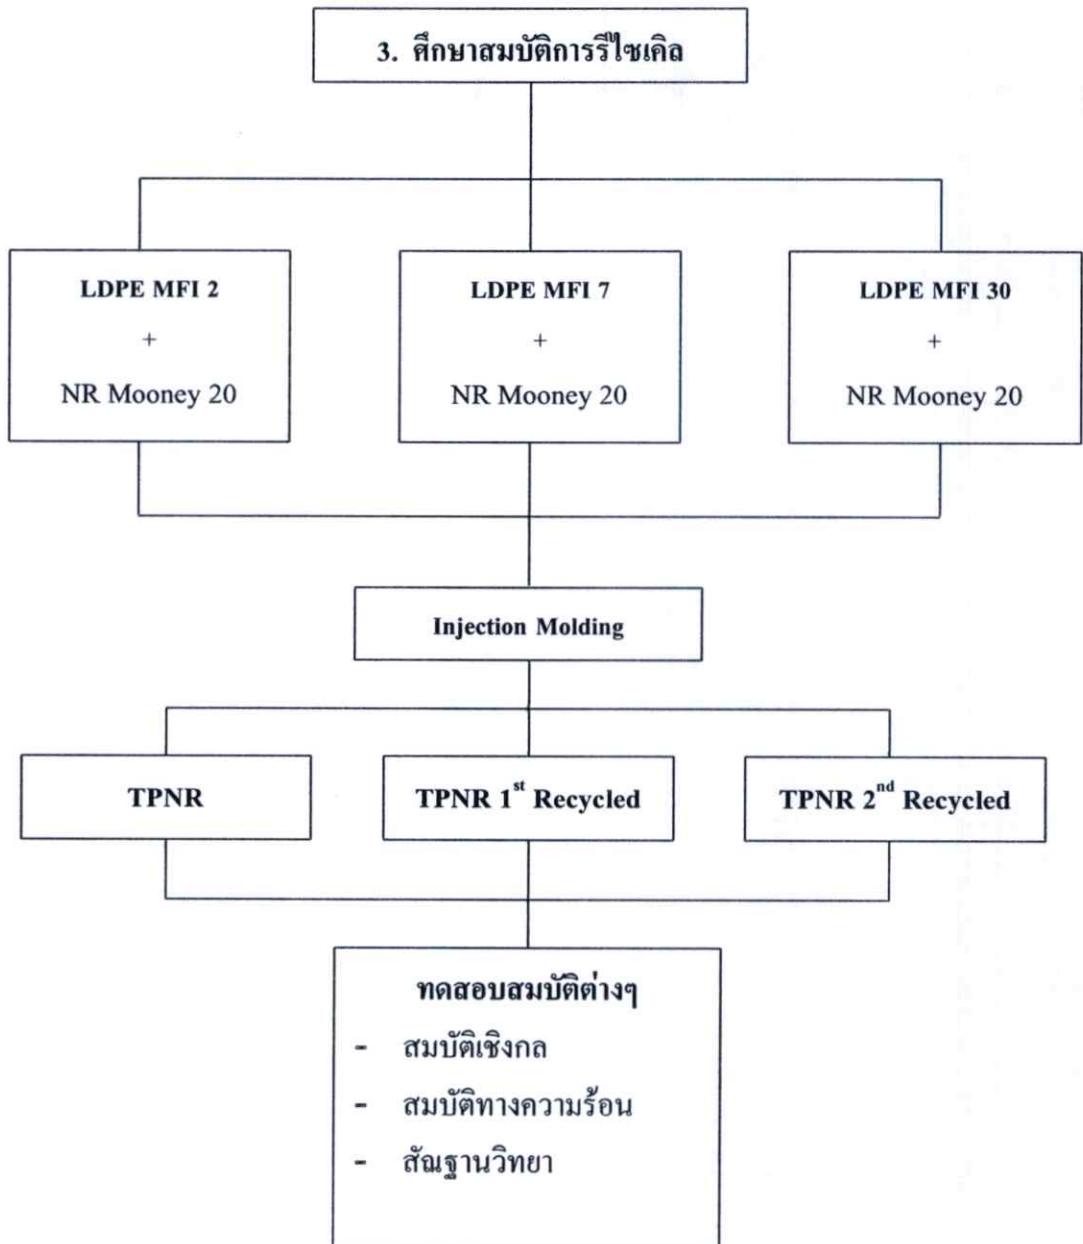 3. ศึกษาสมบัติการรีไซเคิล
LDPE MFI 2
+
NR Mooney 20
LDPE MFI 7
+
NR Mooney 20
LDPE MFI 30
+
NR Mooney 20
Injection Molding
TPNR
TPNR 1st Recycled
TPNR 2nd Recycled
ทดสอบสมบัติต่างๆ
- สมบัติเชิงกล
- สมบัติทางความร้อน
- สัณฐานวิทยา